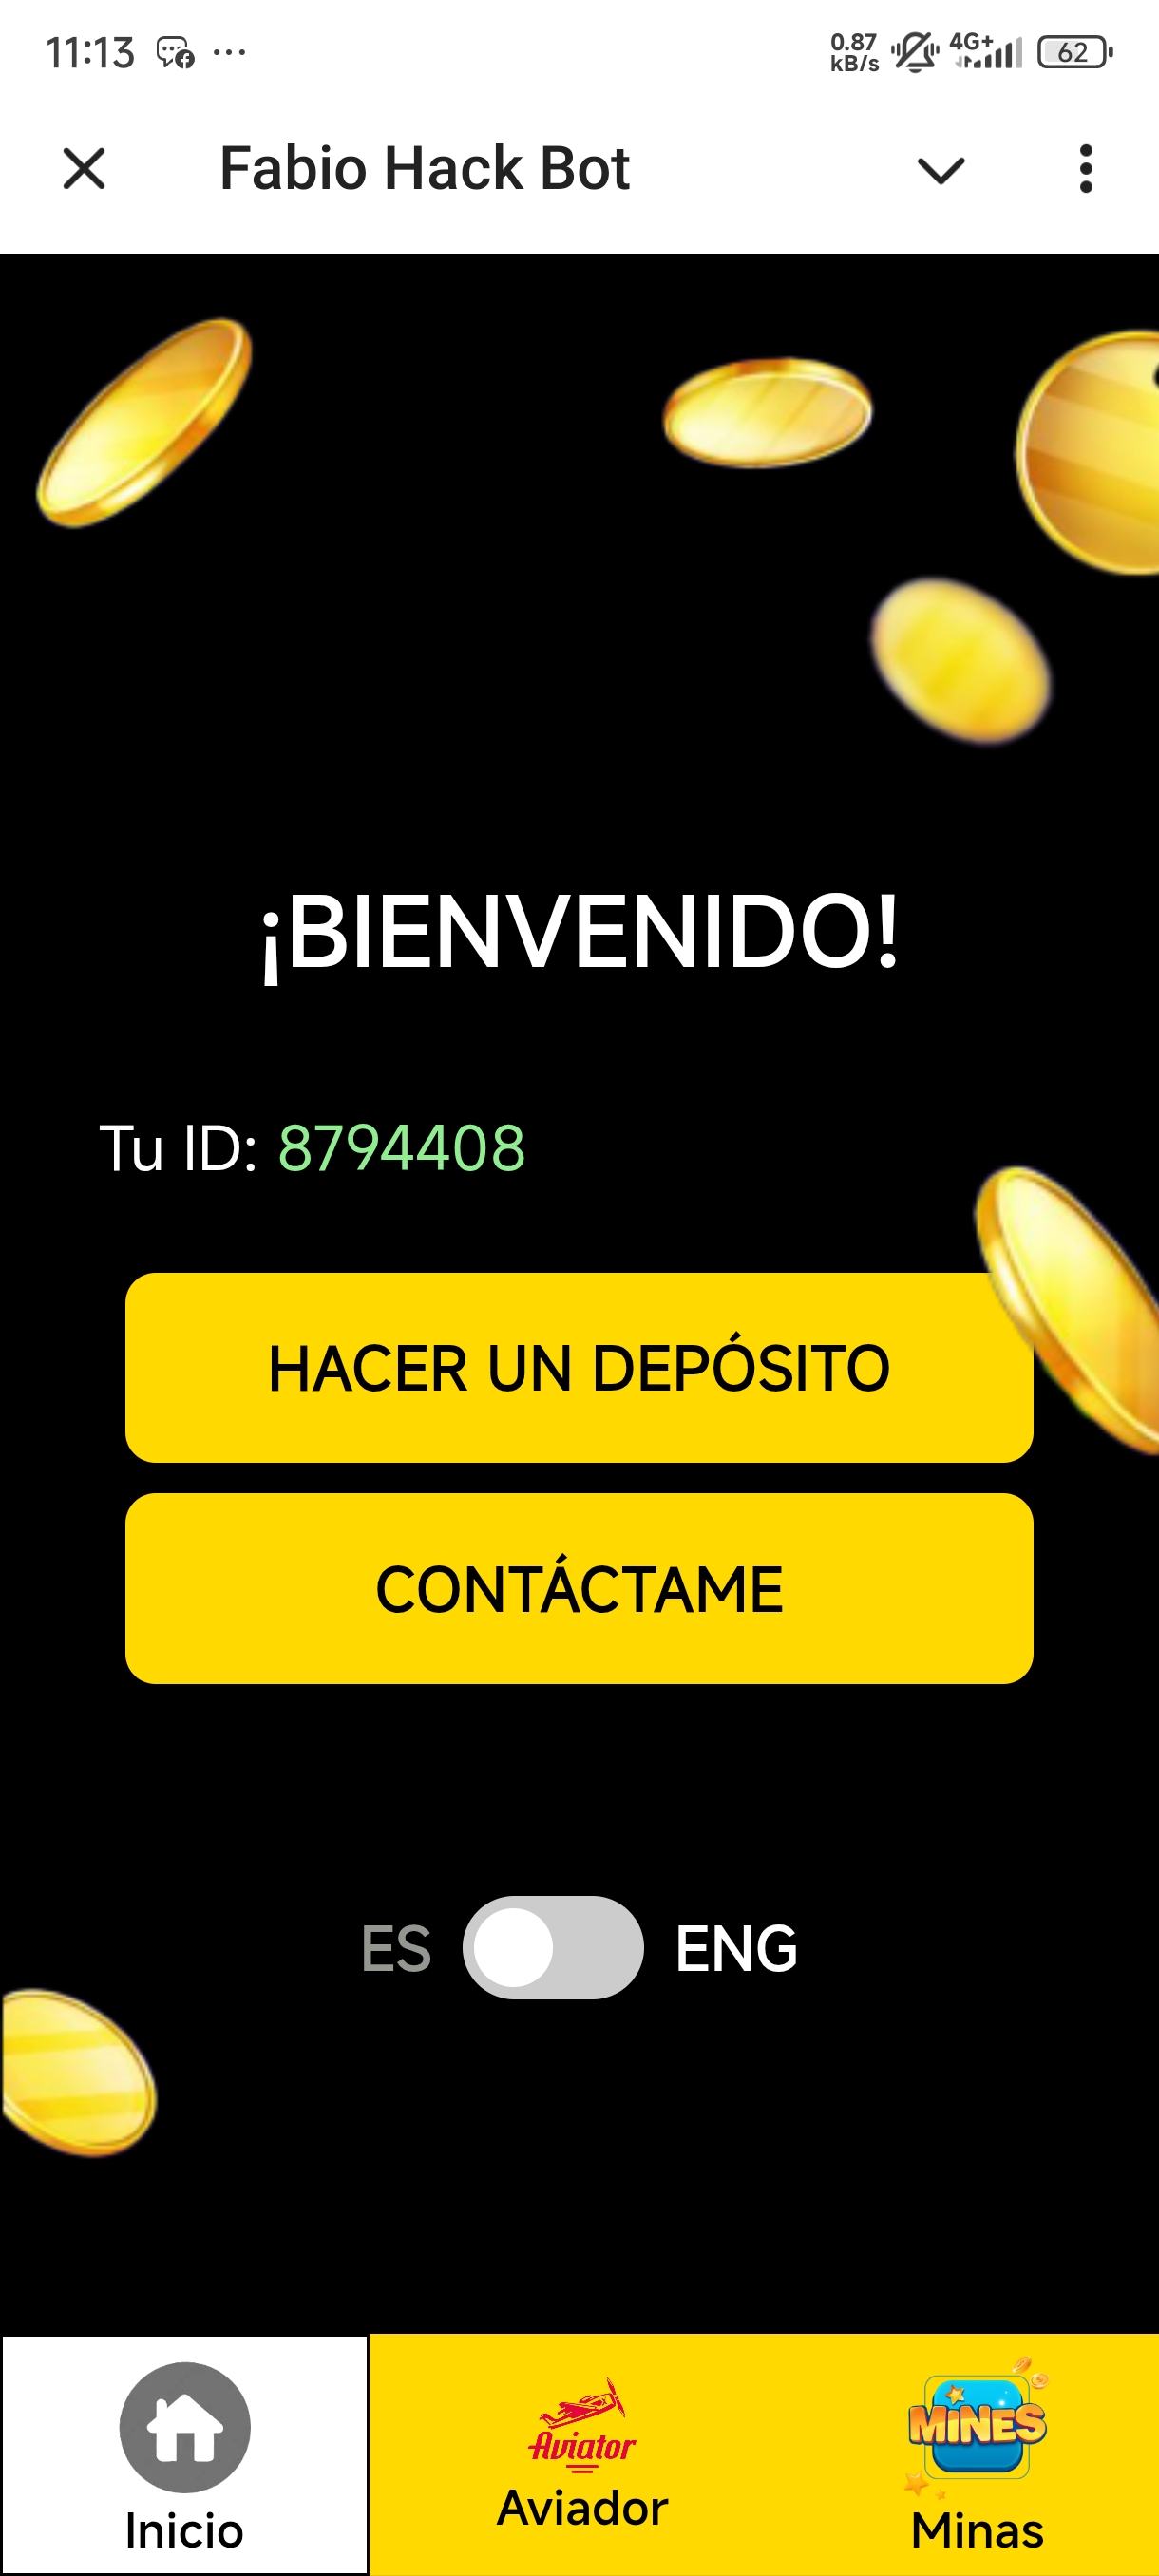 11:13 ... 0.87 kB/s 4G+ 62
Fabio Hack Bot
¡BIENVENIDO!
Tu ID: 8794408
HACER UN DEPÓSITO
CONTÁCTAME
ES ENG
Aviator
MINES
Inicio
Aviador
Minas